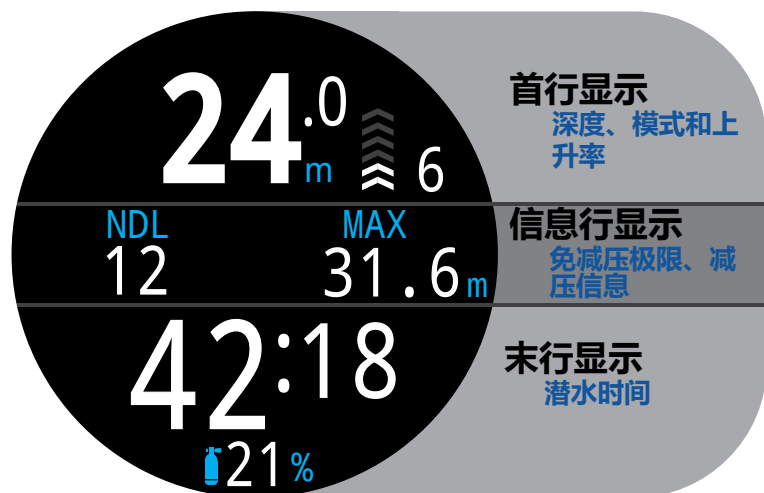 24.0 m 6
首行显示
深度、模式和上
升率
NDL MAX
12 31.6m
信息行显示
免减压极限、减
压信息
42:18
21%
末行显示
潜水时间